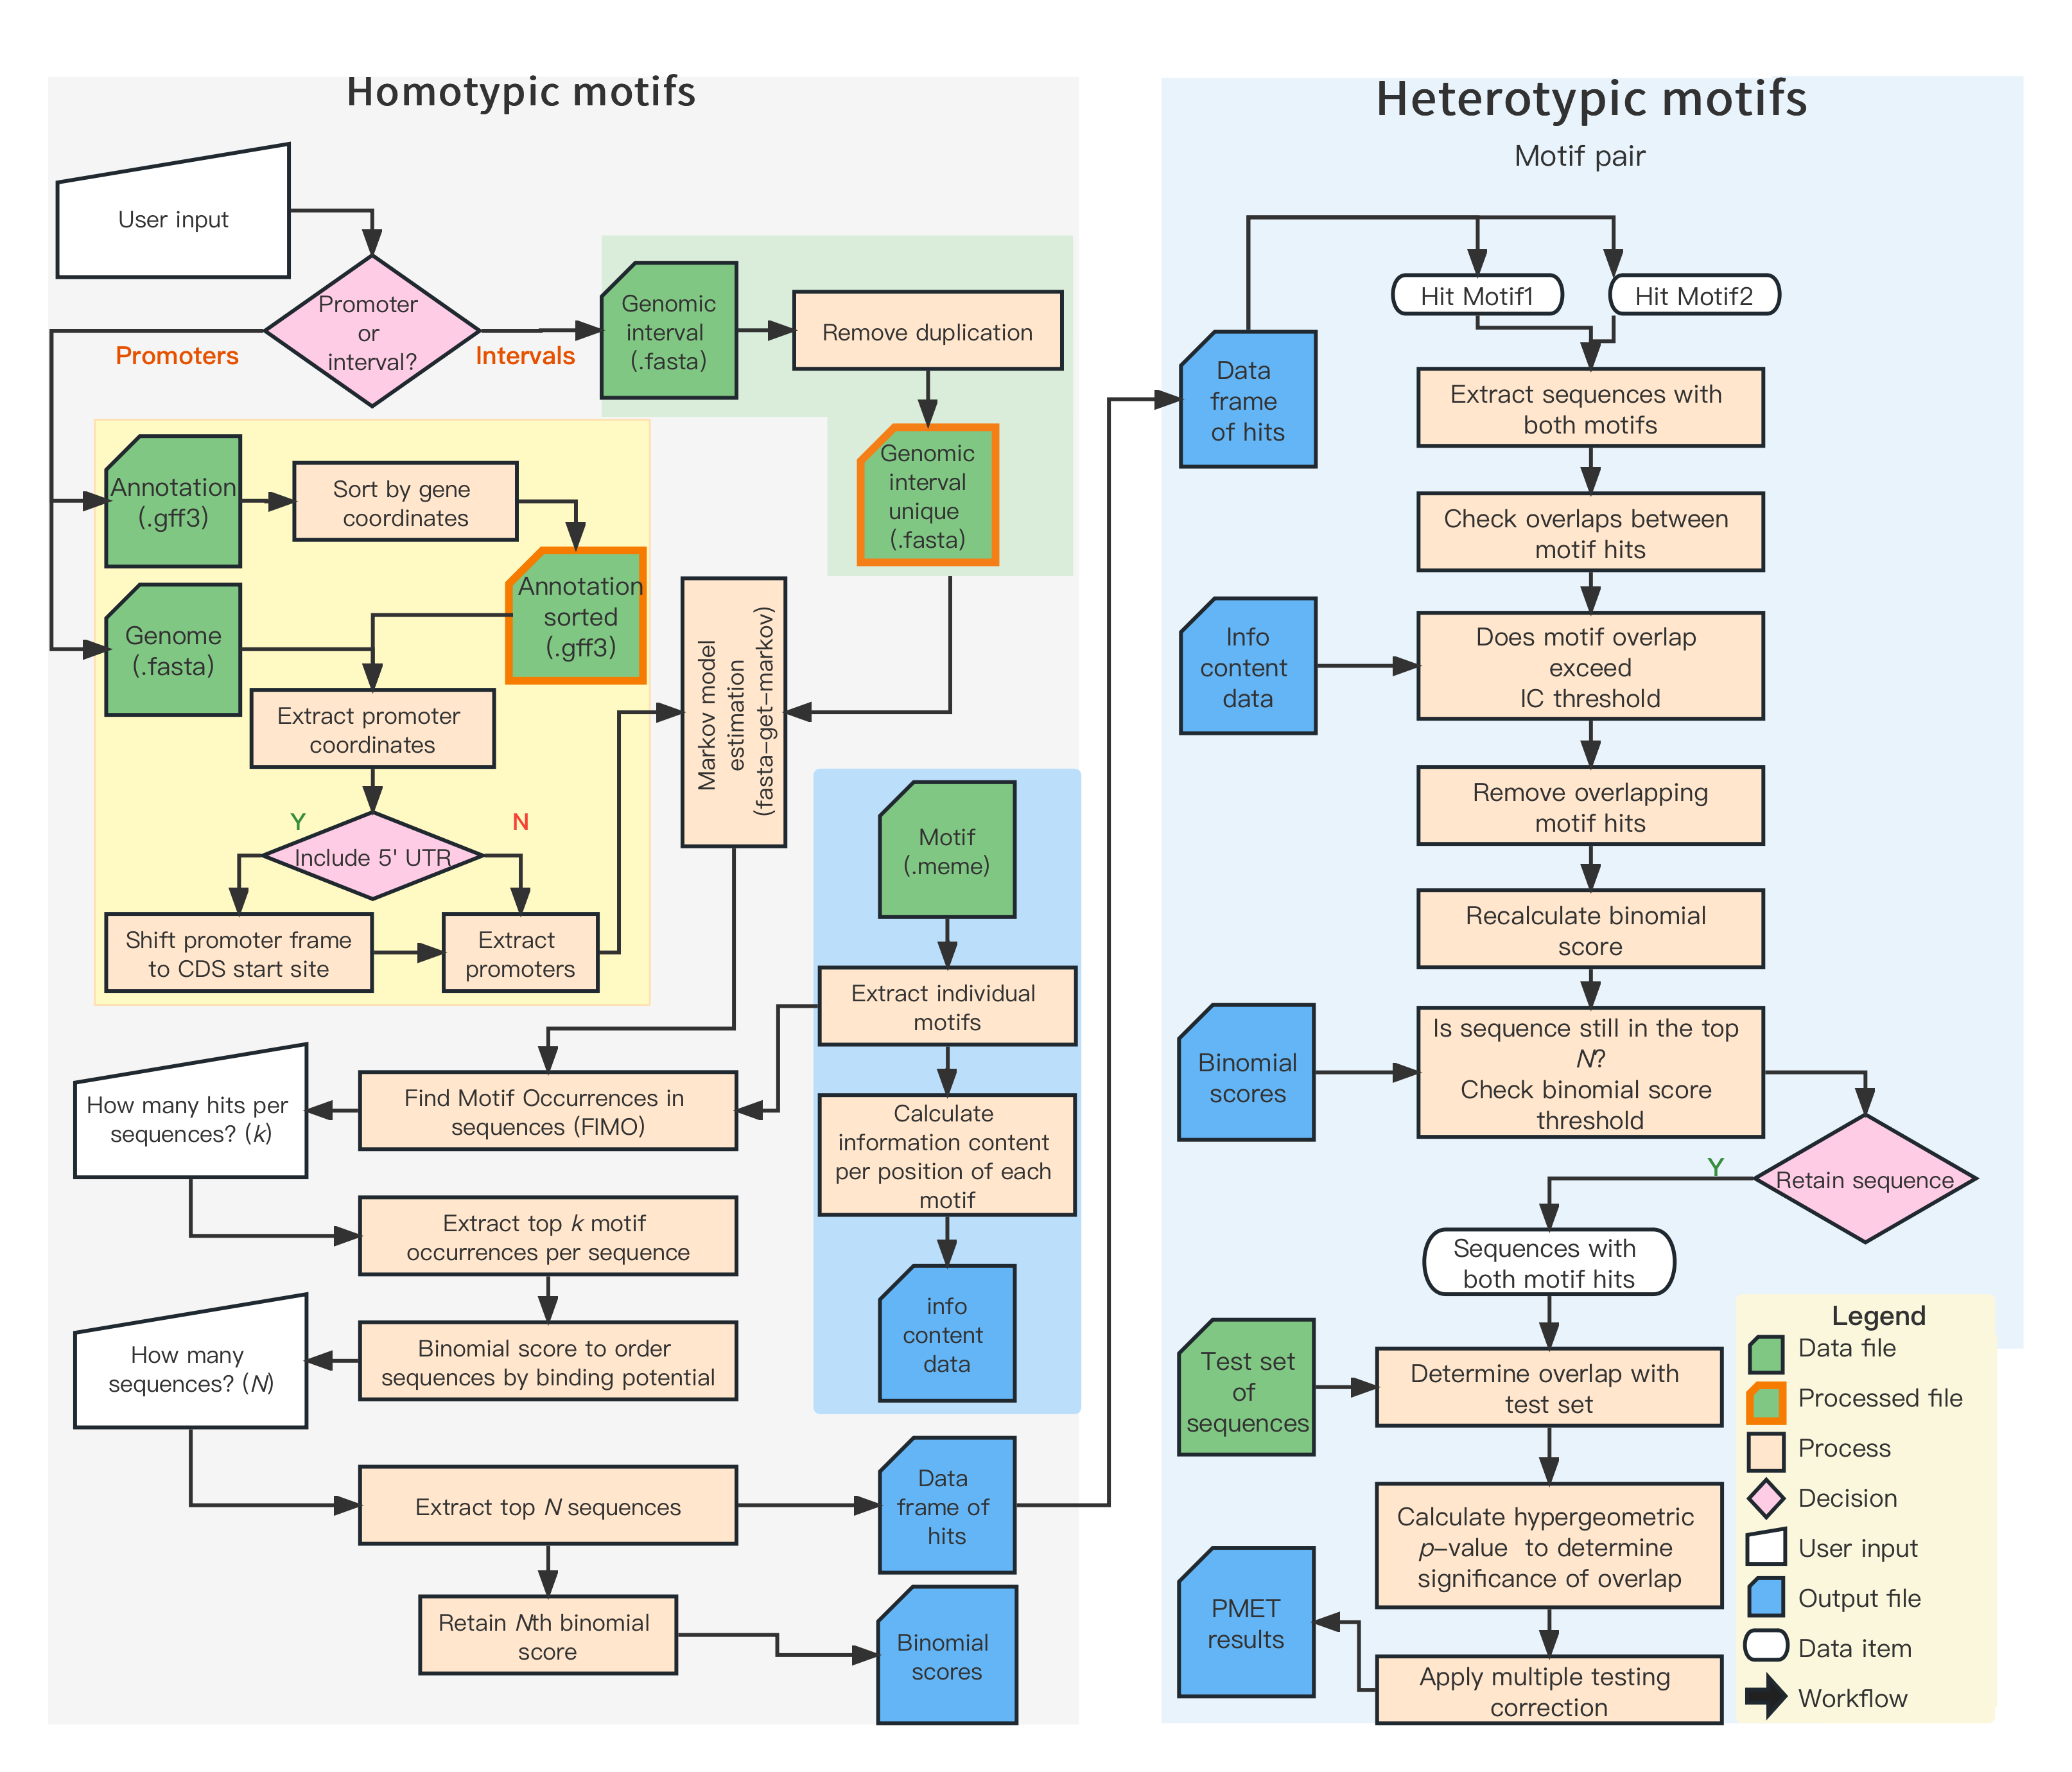 Homotypic motifs
User input
Promoter
or
interval?
Promoters
Intervals
Genomic
interval
(.fasta)
Remove duplication
Genomic
interval
unique
(.fasta)
Annotation
(.gff3)
Sort by gene
coordinates
Annotation
sorted
(.gff3)
Genome
(.fasta)
Extract promoter
coordinates
Y
N
Include 5' UTR
Shift promoter frame
to CDS start site
Extract
promoters
Markov model
estimation
(fasta-get-markov)
Motif
(.meme)
Extract individual
motifs
Calculate
information content
per position of each
motif
info
content
data
Find Motif Occurrences in
sequences (FIMO)
How many hits per
sequences? (k)
Extract top k motif
occurrences per sequence
Binomial score to order
sequences by binding potential
How many
sequences? (N)
Extract top N sequences
Data
frame of
hits
Retain Nth binomial
score
Binomial
scores
Heterotypic motifs
Motif pair
Hit Motif1
Hit Motif2
Data
frame
of hits
Extract sequences with
both motifs
Check overlaps between
motif hits
Info
content
data
Does motif overlap
exceed
IC threshold
Remove overlapping
motif hits
Recalculate binomial
score
Binomial
scores
Is sequence still in the top
N?
Check binomial score
threshold
Y
Retain sequence
Sequences with
both motif hits
Test set
of
sequences
Determine overlap with
test set
Calculate hypergeometric
p-value to determine
significance of overlap
PMET
results
Apply multiple testing
correction
Legend
Data file
Processed file
Process
Decision
User input
Output file
Data item
Workflow